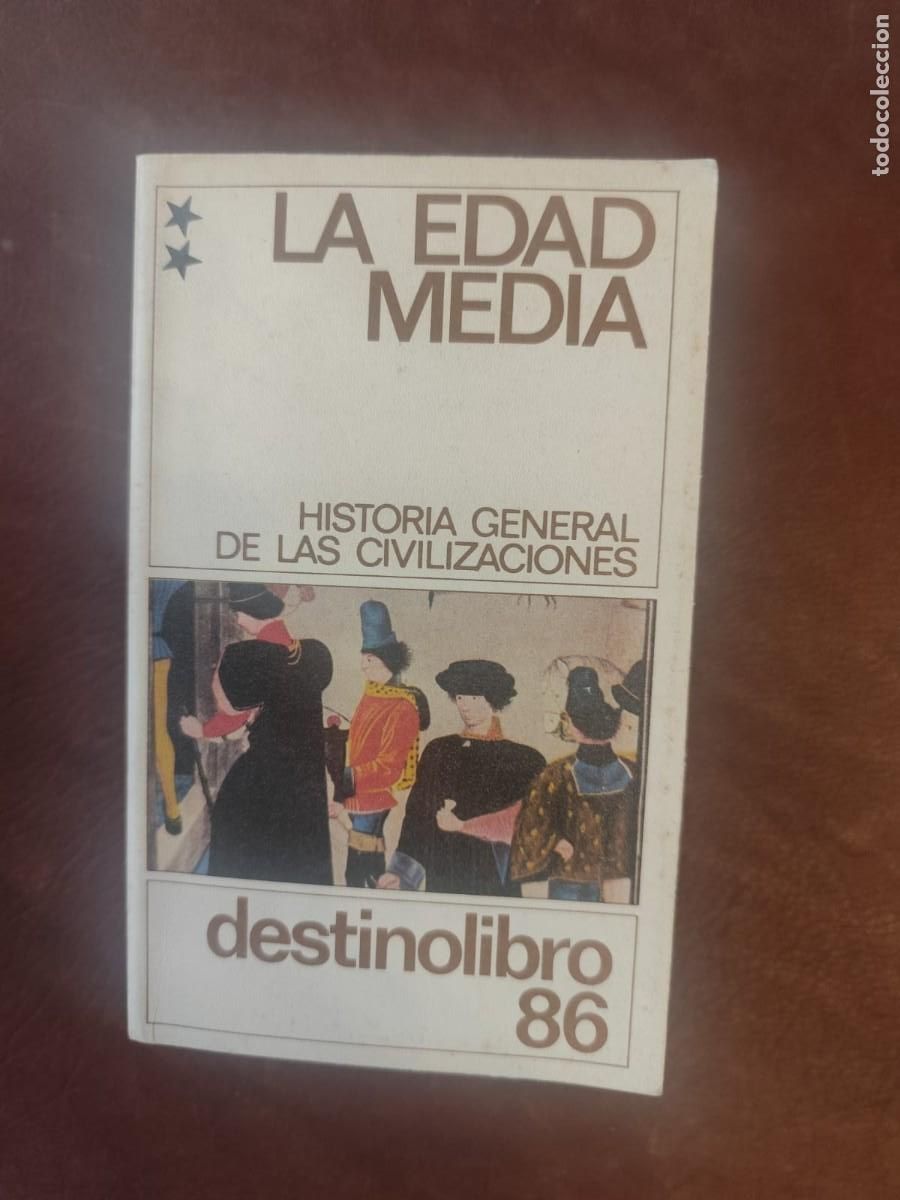 LA EDAD
MEDIA
HISTORIA GENERAL
DE LAS CIVILIZACIONES
destinolibro
86
todocoleccion